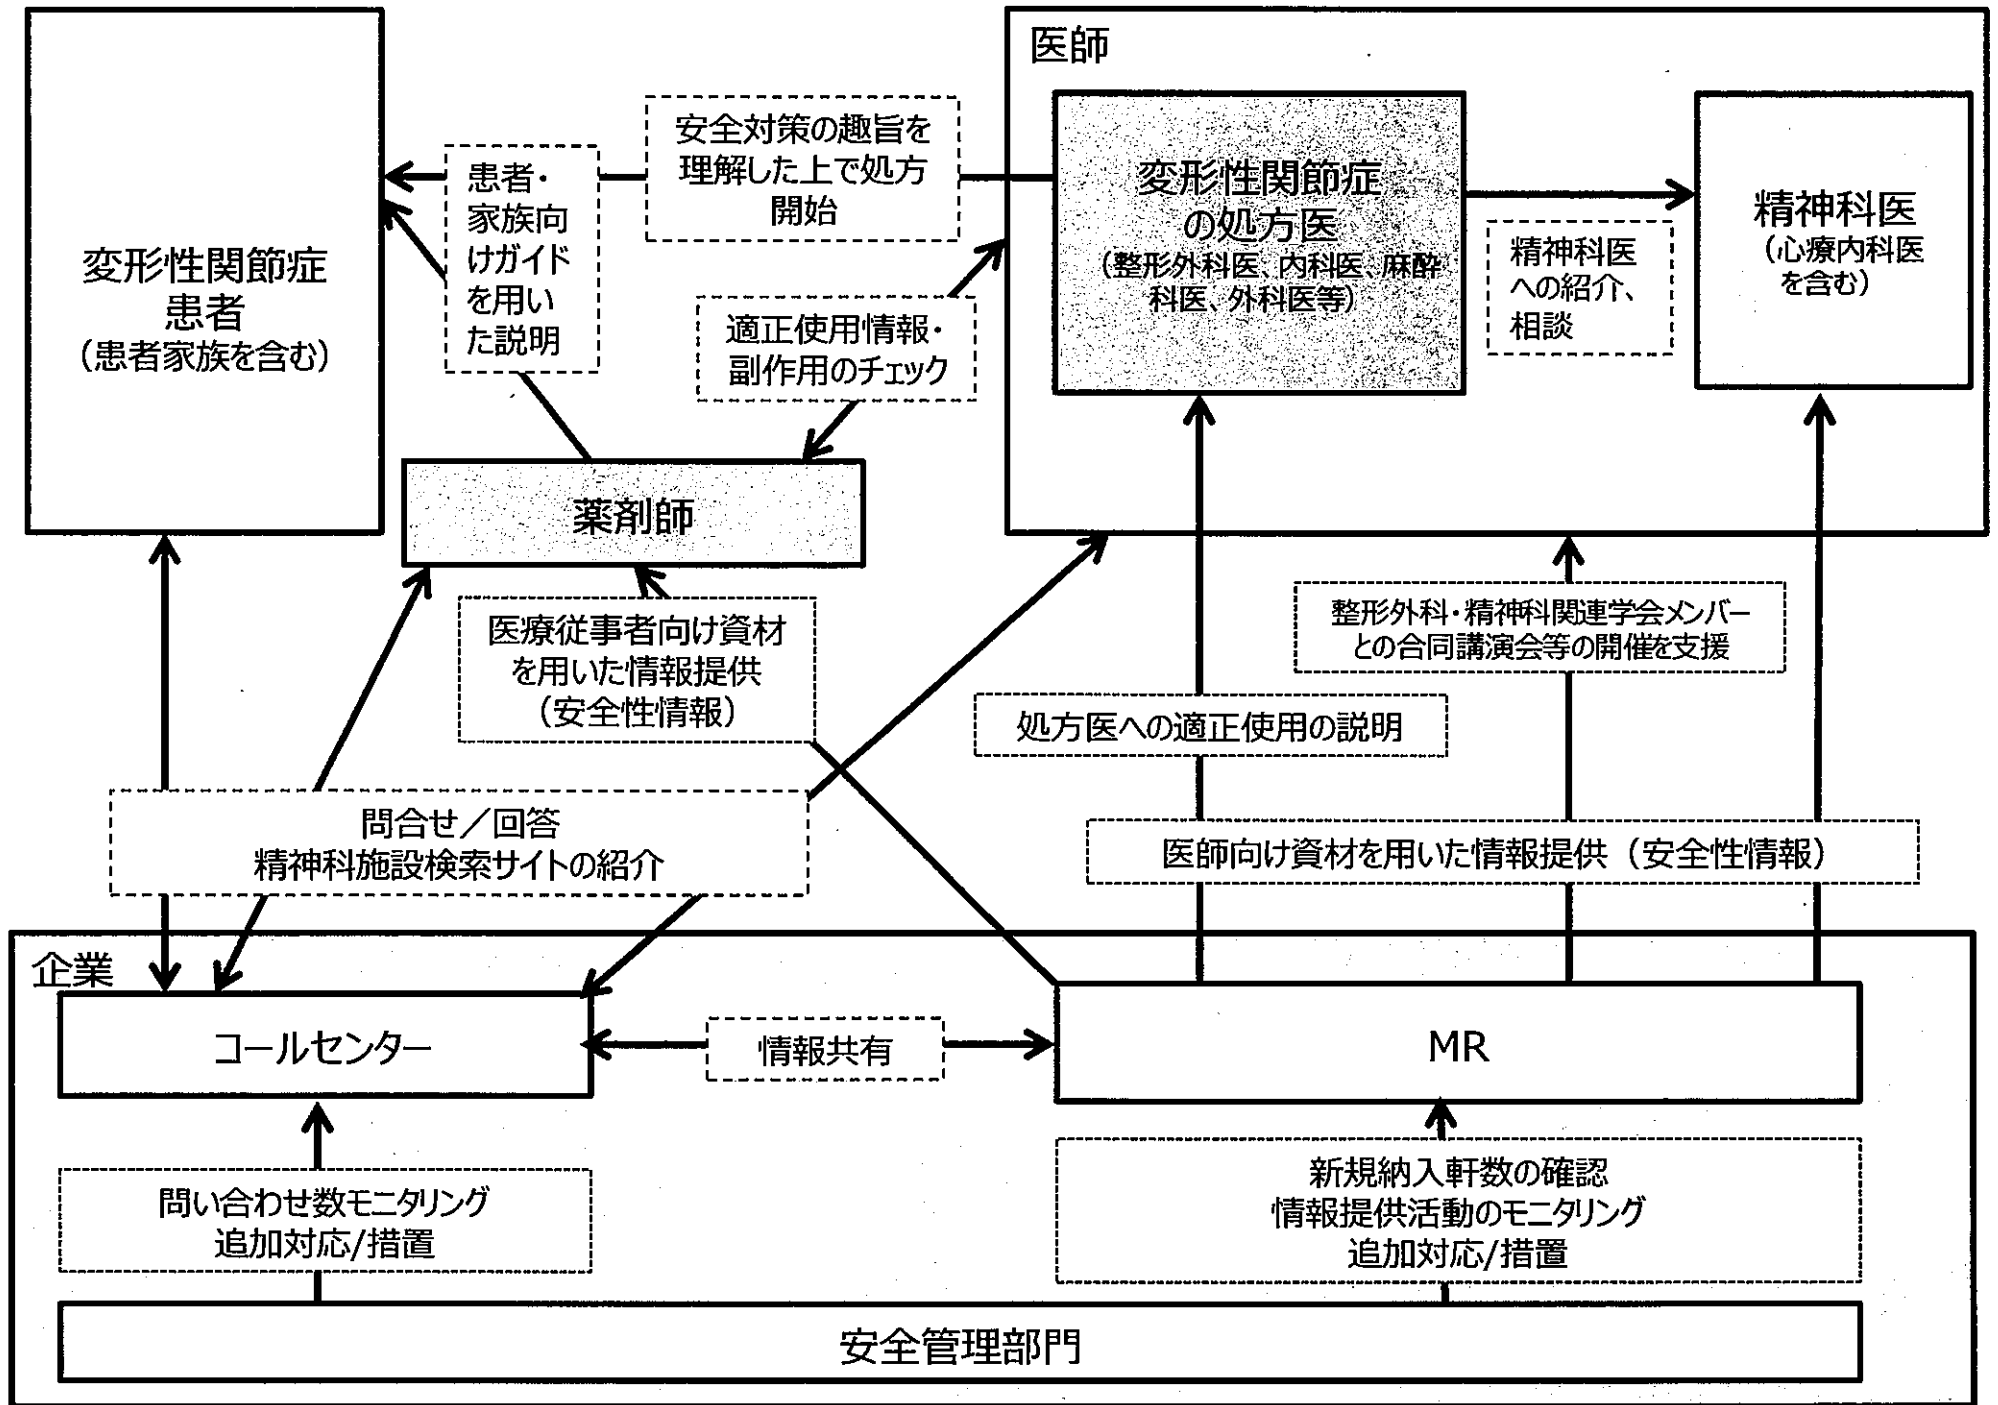 医師
安全対策の趣旨を
理解した上で処方
開始
患者・
家族向
けガイド
を用い
た説明
変形性関節症
の処方医
（整形外科医、内科医、麻酔
科医、外科医等）
精神科医
（心療内科医
を含む）
精神科医
への紹介、
相談
変形性関節症
患者
（患者家族を含む）
適正使用情報・
副作用のチェック
薬剤師
医療従事者向け資材
を用いた情報提供
（安全性情報）
整形外科・精神科関連学会メンバー
との合同講演会等の開催を支援
処方医への適正使用の説明
問合せ／回答
精神科施設検索サイトの紹介
医師向け資材を用いた情報提供（安全性情報）
企業
コールセンター
情報共有
MR
問い合わせ数モニタリング
追加対応/措置
新規納入軒数の確認
情報提供活動のモニタリング
追加対応/措置
安全管理部門